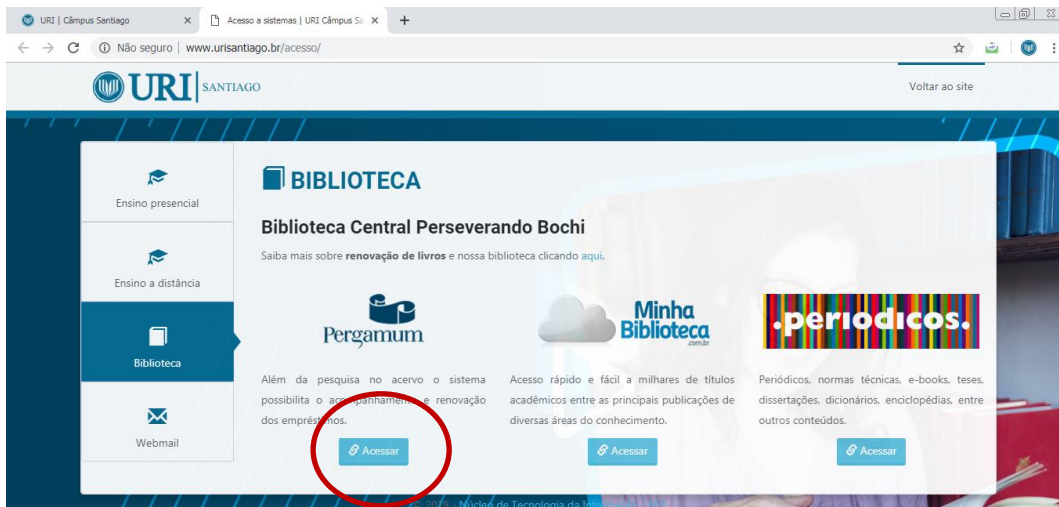 URI | Câmpus Santiago
Acesso a sistemas | URI Câmpus Sa
Não seguro | www.urisantiago.br/acesso/
URI SANTIAGO
Voltar ao site
Ensino presencial
Ensino a distância
Biblioteca
Webmail
BIBLIOTECA
Biblioteca Central Perseverando Bochi
Saiba mais sobre renovação de livros e nossa biblioteca clicando aqui.
Pergamum
Além da pesquisa no acervo o sistema
possibilita o acompanhamento e renovação
dos empréstimos.
Acessar
Minha
Biblioteca
.com.br
Acesso rápido e fácil a milhares de títulos
acadêmicos entre as principais publicações de
diversas áreas do conhecimento.
Acessar
.periodicos.
Periódicos, normas técnicas, e-books, teses,
dissertações, dicionários, enciclopédias, entre
outros conteúdos.
Acessar
2019 - Núcleo de Tecnologia da